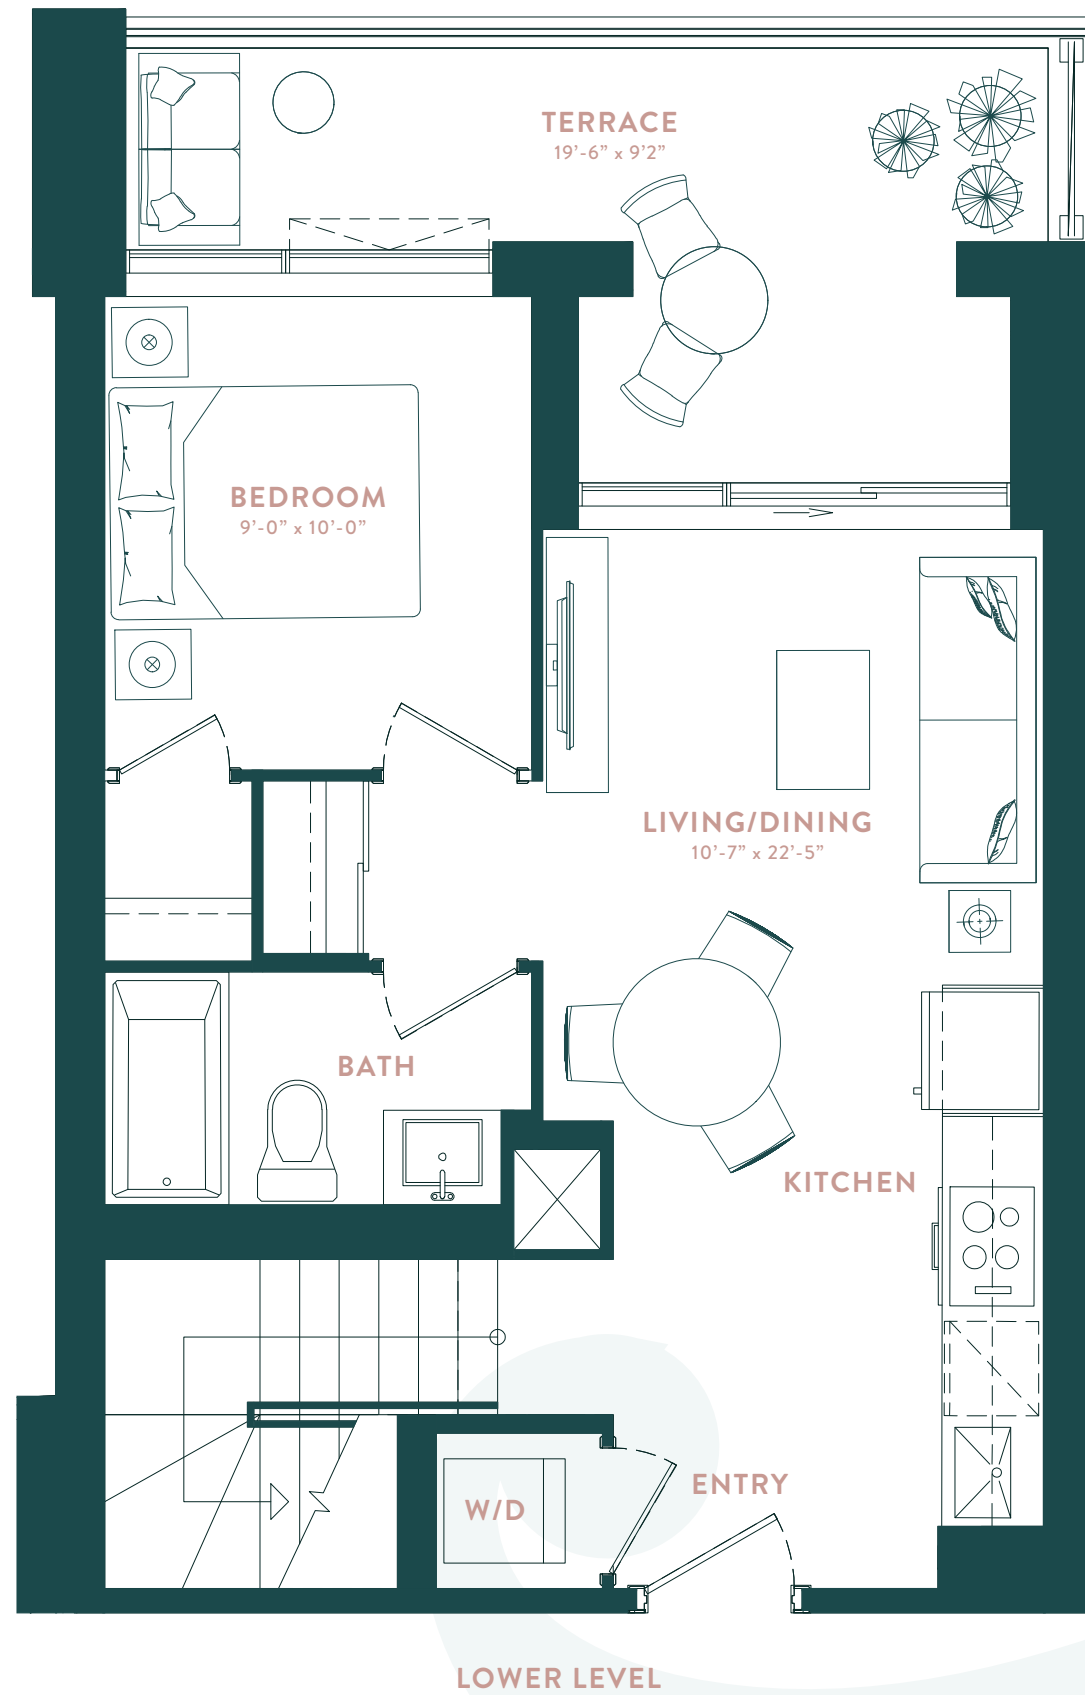 TERRACE
19’-6” x 9’2”
BEDROOM
9’-0” x 10’-0”
LIVING/DINING
10’-7” x 22’-5”
BATH
KITCHEN
ENTRY
W/D
LOWER LEVEL